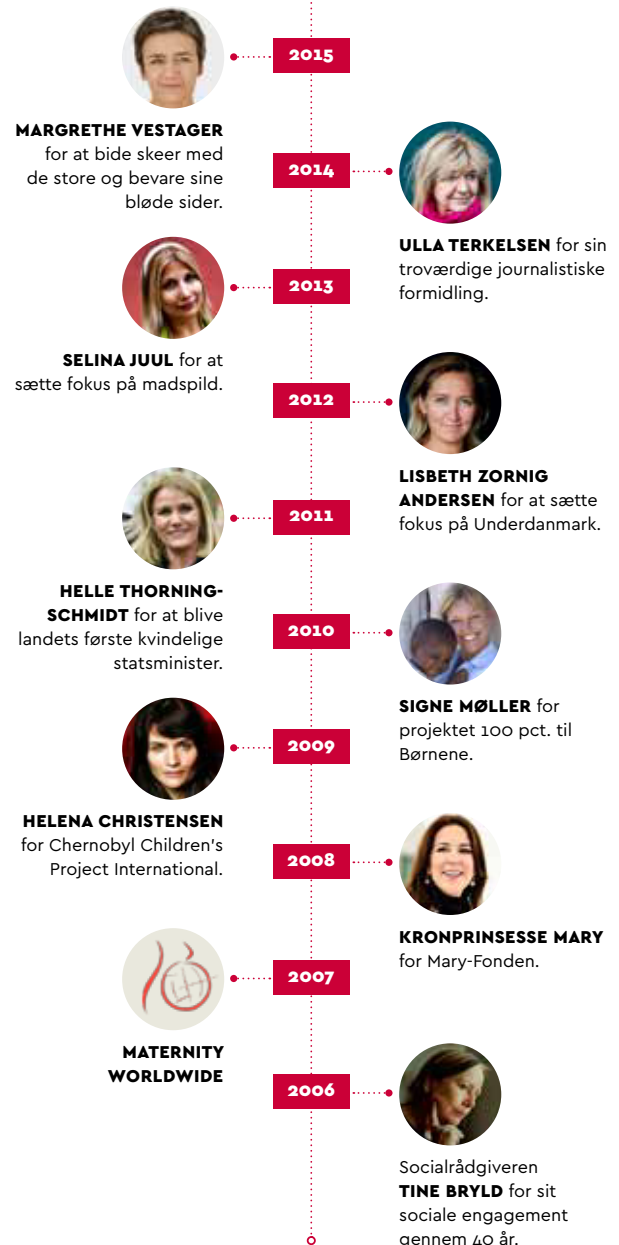 2015
MARGRETHE VESTAGER
for at bide skeer med
de store og bevare sine
bløde sider.
2014
ULLA TERKELSEN for sin
troværdige journalistiske
formidling.
2013
SELINA JUUL for at
sætte fokus på madspild.
2012
LISBETH ZORNIG
ANDERSEN for at sætte
fokus på Underdanmark.
2011
HELLE THORNING-
SCHMIDT for at blive
landets første kvindelige
statsminister.
2010
SIGNE MØLLER for
projektet 100 pct. til
Børnene.
2009
HELENA CHRISTENSEN
for Chernobyl Children's
Project International.
2008
KRONPRINSESSE MARY
for Mary-Fonden.
2007
MATERNITY
WORLDWIDE
2006
Socialrådgiveren
TINE BRYLD for sit
sociale engagement
gennem 40 år.